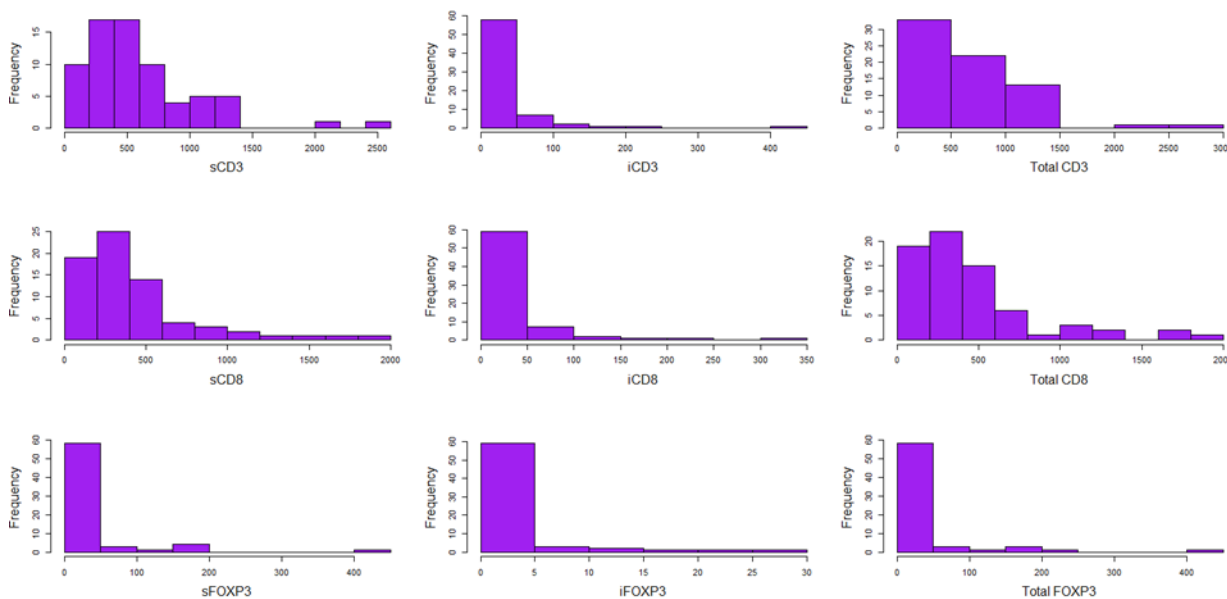 Frequency
0 5 10 15
0 500 1000 1500 2000 2500
sCD3
Frequency
0 10 20 30 40 50 60
0 100 200 300 400
iCD3
Frequency
0 5 10 15 20 25 30
0 500 1000 1500 2000 2500 300
Total CD3
Frequency
0 5 10 15 20 25
0 500 1000 1500 2000
sCD8
Frequency
0 10 20 30 40 50 60
0 50 100 150 200 250 300 350
iCD8
Frequency
0 5 10 15 20
0 500 1000 1500 200
Total CD8
Frequency
0 10 20 30 40 50 60
0 100 200 300 400
sFOXP3
Frequency
0 10 20 30 40 50 60
0 5 10 15 20 25 30
iFOXP3
Frequency
0 10 20 30 40 50 60
0 100 200 300 400
Total FOXP3